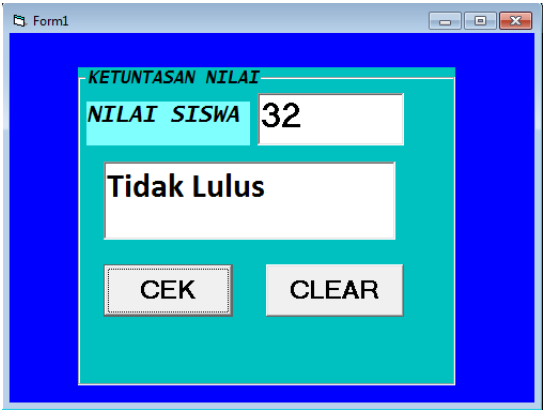 Form1
KETUNTASAN NILAI
NILAI SISWA 32
Tidak Lulus
CEK CLEAR